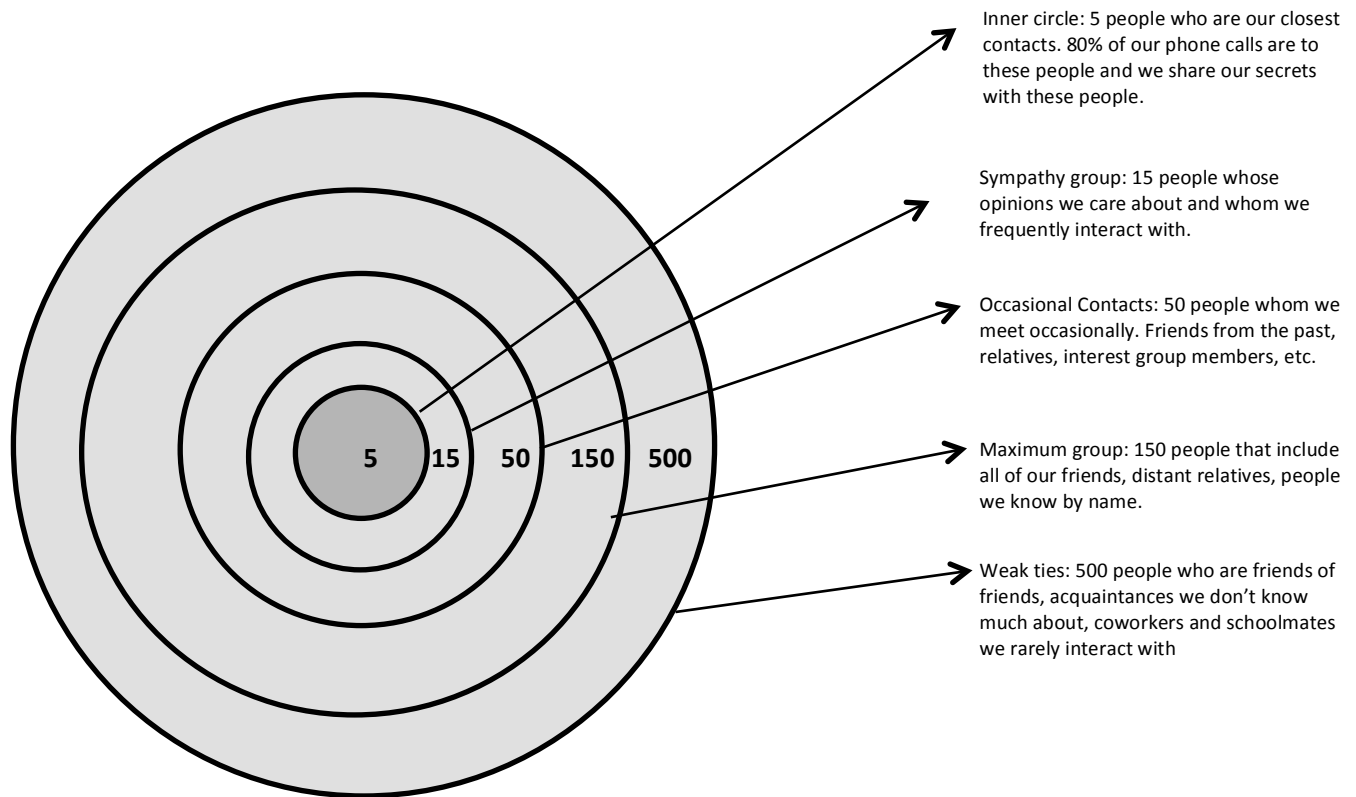 Inner circle: 5 people who are our closest
contacts. 80% of our phone calls are to
these people and we share our secrets
with these people.
Sympathy group: 15 people whose
opinions we care about and whom we
frequently interact with.
Occasional Contacts: 50 people whom we
meet occasionally. Friends from the past,
relatives, interest group members, etc.
5 15 50 150 500
Maximum group: 150 people that include
all of our friends, distant relatives, people
we know by name.
Weak ties: 500 people who are friends of
friends, acquaintances we don’t know
much about, coworkers and schoolmates
we rarely interact with